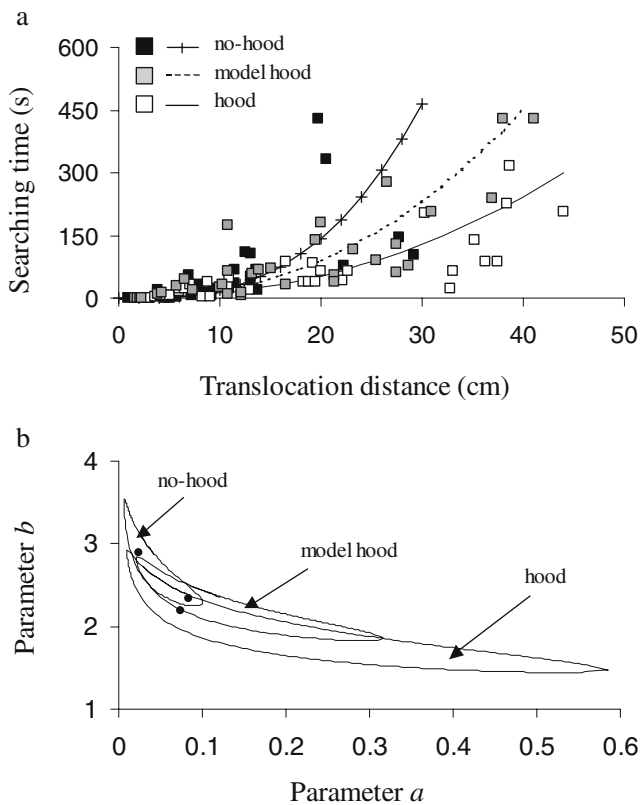 a
600
450
300
150
0
no-hood
model hood
hood
Searching time (s)
0 10 20 30 40 50
Translocation distance (cm)
b
4
3
2
1
no-hood
model hood
hood
Parameter b
0 0.1 0.2 0.3 0.4 0.5 0.6
Parameter a